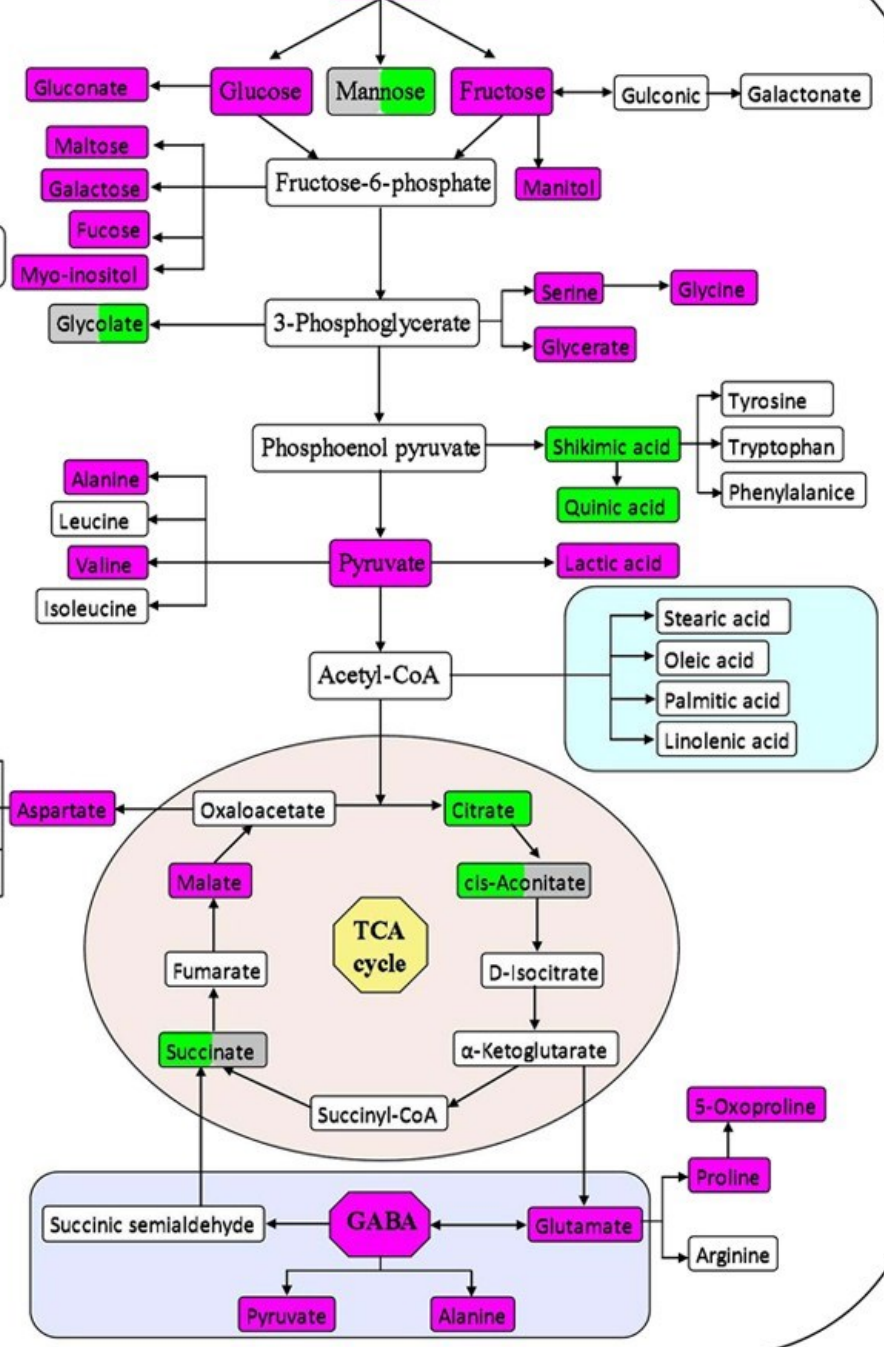 Gluconate
Glucose
Mannose
Fructose
Gulconic
Galactonate
Maltose
Galactose
Fucose
Myo-inositol
Fructose-6-phosphate
Manitol
Glycolate
3-Phosphoglycerate
Serine
Glycine
Glycerate
Phosphoenol pyruvate
Shikimic acid
Quinic acid
Tyrosine
Tryptophan
Phenylalanice
Alanine
Leucine
Valine
Isoleucine
Pyruvate
Lactic acid
Acetyl-CoA
Stearic acid
Oleic acid
Palmitic acid
Linolenic acid
Aspartate
Oxaloacetate
Citrate
Malate
cis-Aconitate
TCA
cycle
Fumarate
D-Isocitrate
Succinate
α-Ketoglutarate
Succinyl-CoA
5-Oxoproline
Proline
Succinic semialdehyde
GABA
Glutamate
Arginine
Pyruvate
Alanine